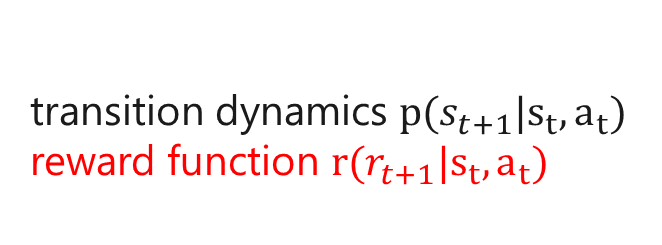 transition dynamics p(s_{t+1}|s_t, a_t)
reward function r(r_{t+1}|s_t, a_t)